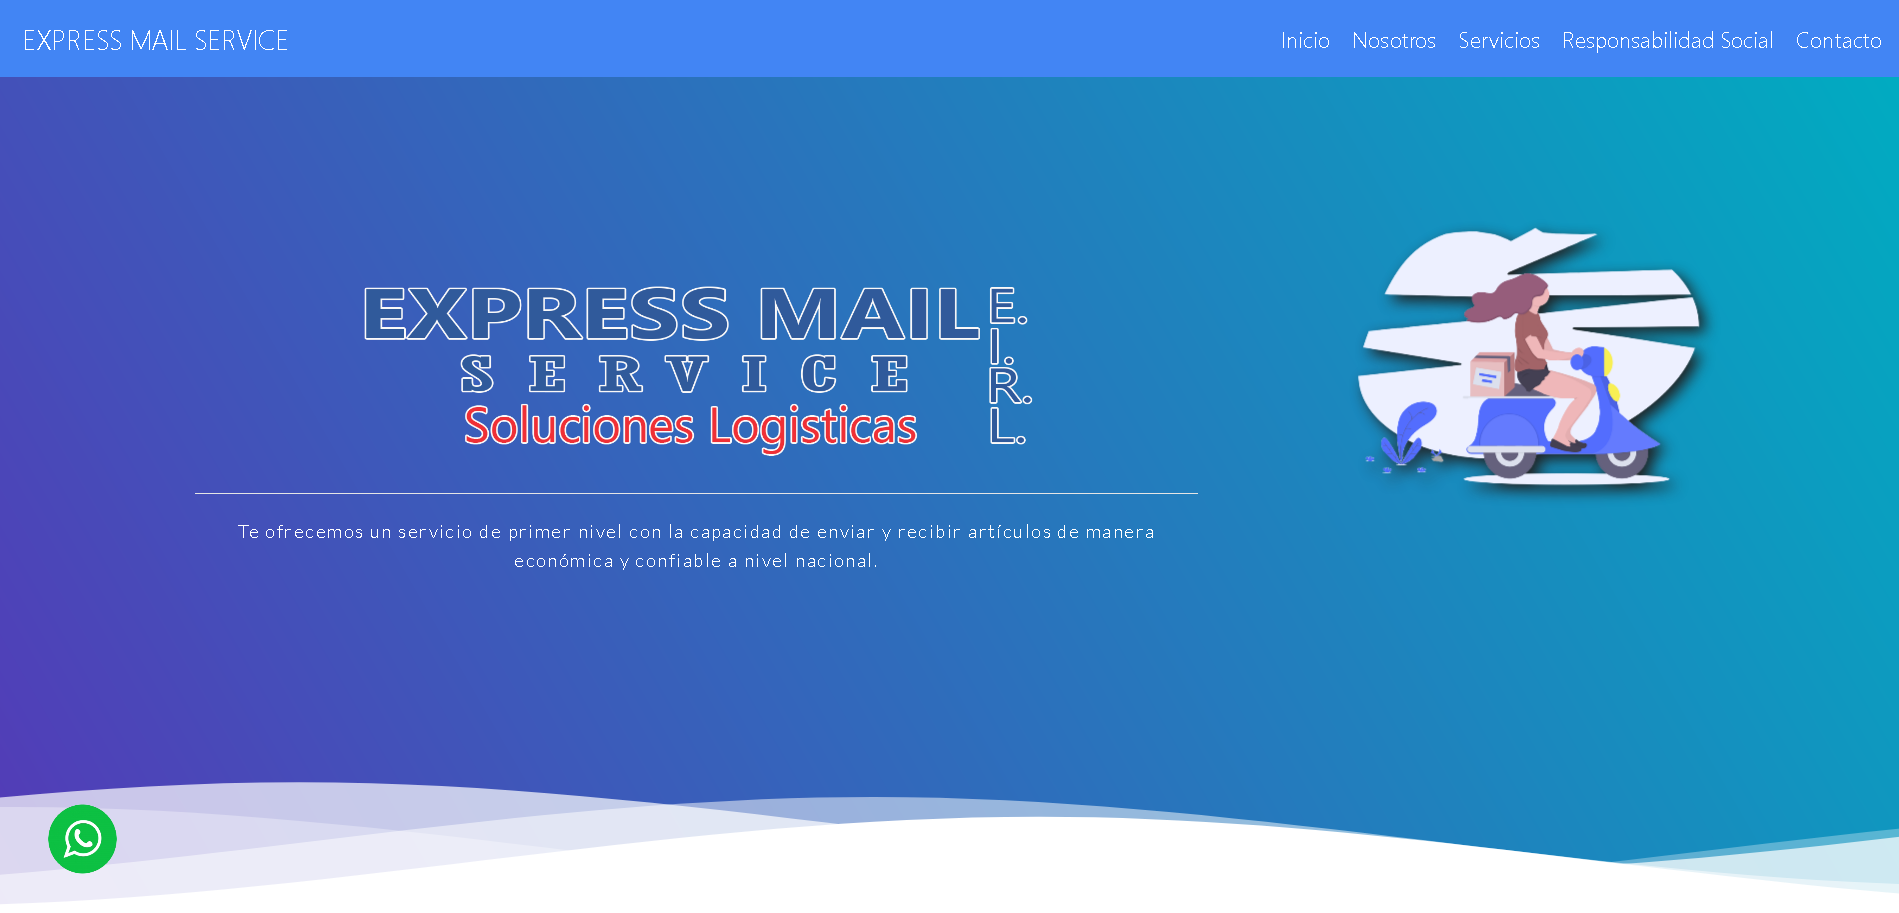 EXPRESS MAIL SERVICE
Inicio Nosotros Servicios Responsabilidad Social Contacto
EXPRESS MAIL E.I.R.L.
SERVICE
Soluciones Logisticas
Te ofrecemos un servicio de primer nivel con la capacidad de enviar y recibir artículos de manera
económica y confiable a nivel nacional.